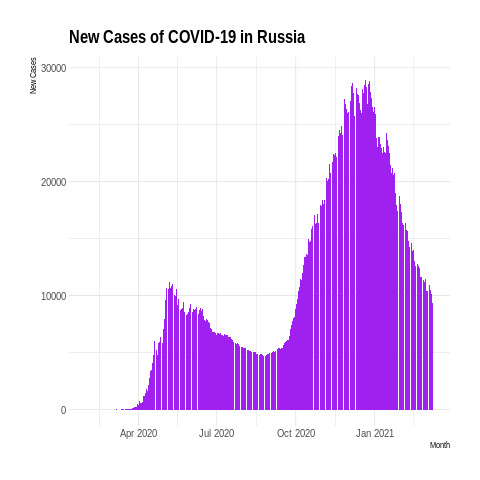 New Cases of COVID-19 in Russia
New Cases
30000
20000
10000
0
Apr 2020 Jul 2020 Oct 2020 Jan 2021
Month